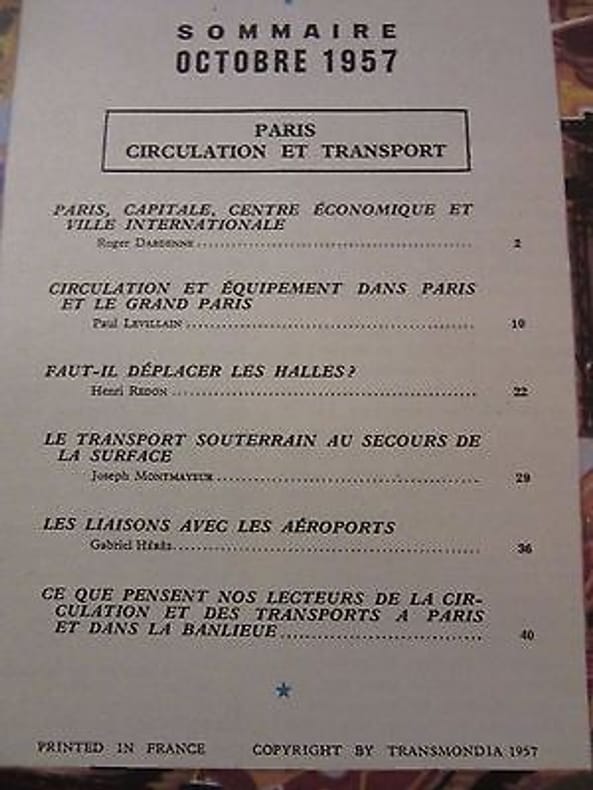 SOMMAIRE
OCTOBRE 1957
PARIS
CIRCULATION ET TRANSPORT
PARIS, CAPITALE, CENTRE ÉCONOMIQUE ET
VILLE INTERNATIONALE
Roger DARDENNE 2
CIRCULATION ET ÉQUIPEMENT DANS PARIS
ET LE GRAND PARIS
Paul LEVILLAIN 10
FAUT-IL DÉPLACER LES HALLES?
Henri REDON 22
LE TRANSPORT SOUTERRAIN AU SECOURS DE
LA SURFACE
Joseph MONTMAYEUR 29
LES LIAISONS AVEC LES AÉROPORTS
Gabriel 36
CE QUE PENSENT NOS LECTEURS DE LA CIR-
CULATION ET DES TRANSPORTS A PARIS
ET DANS LA BANLIEUE 40
PRINTED IN FRANCE COPYRIGHT BY TRANSMONDIA 1957